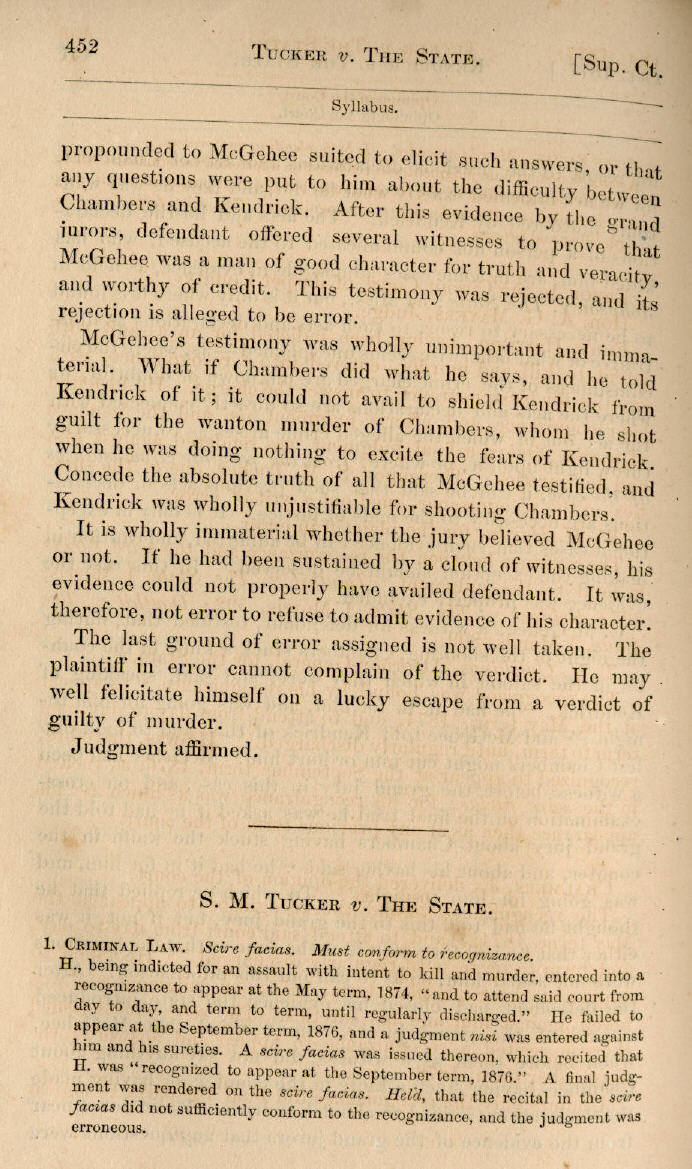 452
TUCKER v. THE STATE.
[Sup. Ct.
Syllabus.
propounded to McGehee suited to elicit such answers, or that
any questions were put to him about the difficulty between
Chambers and Kendrick. After this evidence by the grand
jurors, defendant offered several witnesses to prove that
McGehee was a man of good character for truth and veracity,
and worthy of credit. This testimony was rejected, and its
rejection is alleged to be error.
McGehee's testimony was wholly unimportant and imma-
terial. What if Chambers did what he says, and he told
Kendrick of it; it could not avail to shield Kendrick from
guilt for the wanton murder of Chambers, whom he shot
when he was doing nothing to excite the fears of Kendrick.
Concede the absolute truth of all that McGehee testified, and
Kendrick was wholly unjustifiable for shooting Chambers.
It is wholly immaterial whether the jury believed McGehee
or not. If he had been sustained by a cloud of witnesses, his
evidence could not properly have availed defendant. It was,
therefore, not error to refuse to admit evidence of his character.
The last ground of error assigned is not well taken. The
plaintiff in error cannot complain of the verdict. He may
well felicitate himself on a lucky escape from a verdict of
guilty of murder.
Judgment affirmed.
S. M. TUCKER v. THE STATE.
1. CRIMINAL LAW. Scire facias. Must conform to recognizance.
H., being indicted for an assault with intent to kill and murder, entered into a
recognizance to appear at the May term, 1874, "and to attend said court from
day to day, and term to term, until regularly discharged." He failed to
appear at the September term, 1876, and a judgment nisi was entered against
him and his sureties. A scire facias was issued thereon, which recited that
H. was "recognized to appear at the September term, 1876." A final judg-
ment was rendered on the scire facias. Held, that the recital in the scire
facias did not sufficiently conform to the recognizance, and the judgment was
erroneous.